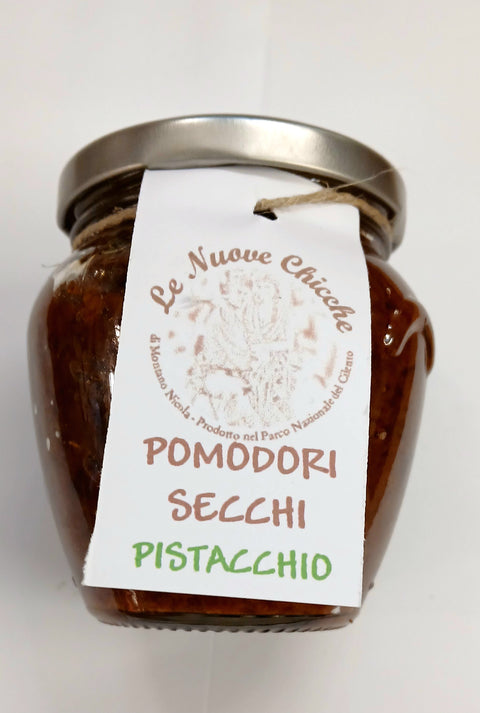 Le Nuove Chicche
di Montano Nicola - Prodotto nel Parco Nazionale del Cilento
POMODORI
SECCHI
PISTACCHIO